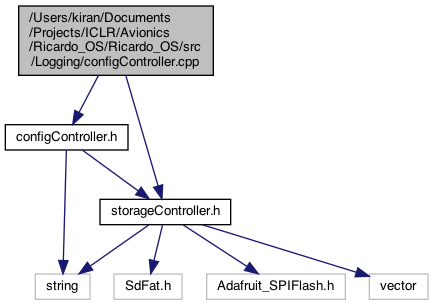 /Users/kiran/Documents
/Projects/ICLR/Avionics
/Ricardo_OS/Ricardo_OS/src
/Logging/configController.cpp
configController.h
storageController.h
string
SdFat.h
Adafruit_SPIFlash.h
vector